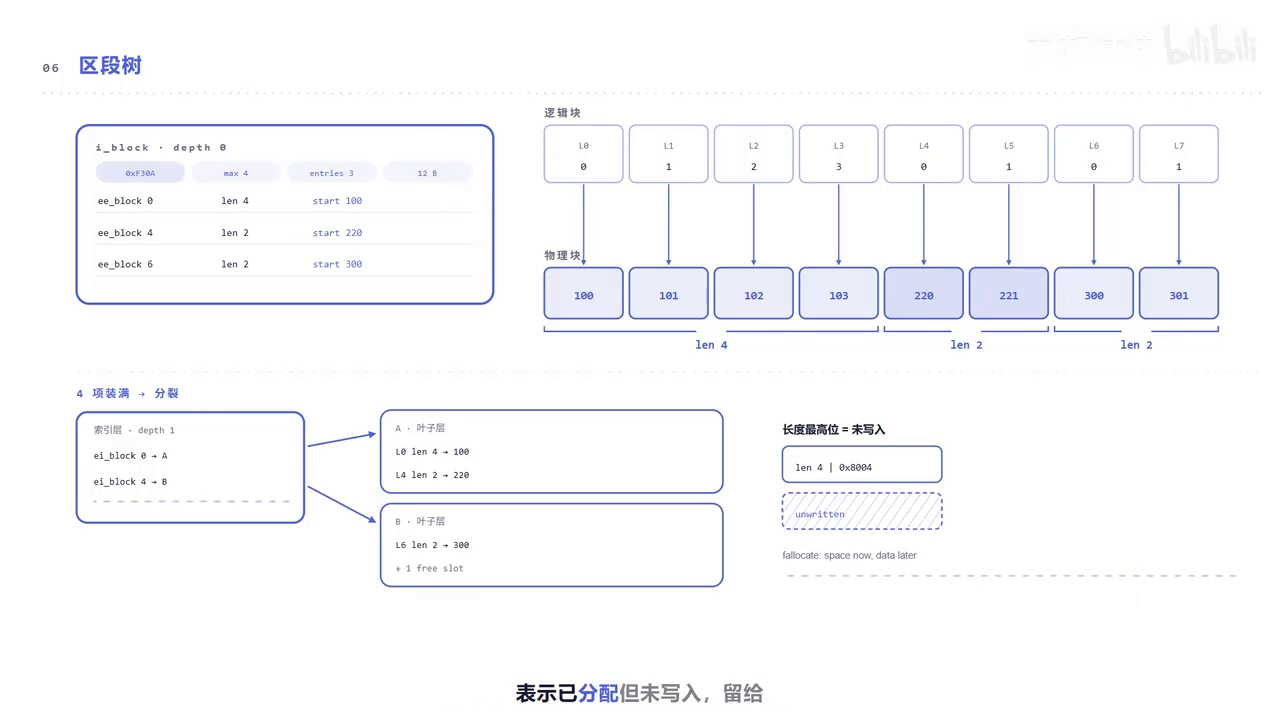 06 区段树
bilibili
i_block · depth 0
0xF30A max 4 entries 3 12 B
ee_block 0 len 4 start 100
ee_block 4 len 2 start 220
ee_block 6 len 2 start 300
逻辑块
L0 L1 L2 L3 L4 L5 L6 L7
0 1 2 3 0 1 0 1
物理块
100 101 102 103 220 221 300 301
len 4 len 2 len 2
4 项装满 → 分裂
索引层 · depth 1
ei_block 0 → A
ei_block 4 → B
A · 叶子层
L0 len 4 → 100
L4 len 2 → 220
B · 叶子层
L6 len 2 → 300
+ 1 free slot
长度最高位 = 未写入
len 4 | 0x8004
unwritten
fallocate: space now, data later
表示已分配但未写入，留给